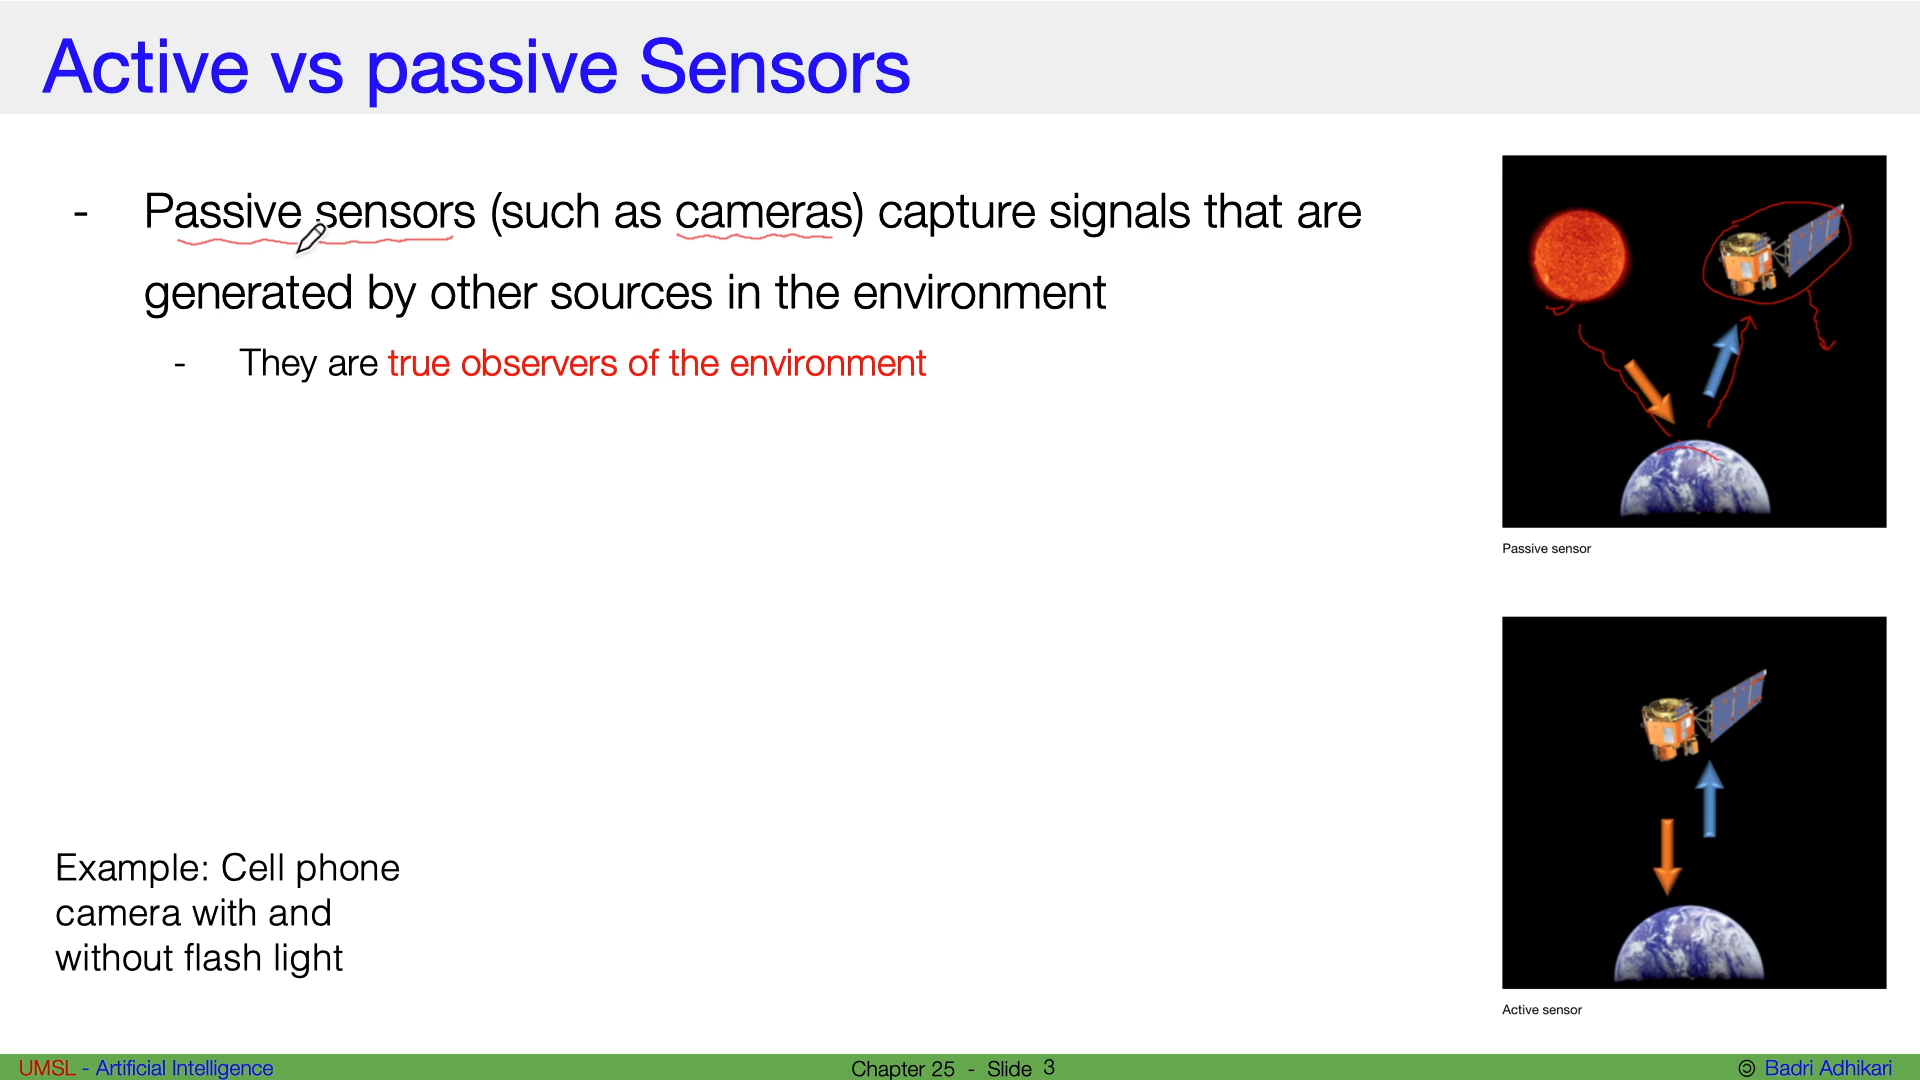 Active vs passive Sensors
- Passive sensors (such as cameras) capture signals that are
generated by other sources in the environment
- They are true observers of the environment
Passive sensor
Example: Cell phone
camera with and
without flash light
Active sensor
UMSL - Artificial Intelligence
Chapter 25 - Slide 3
🄯 Badri Adhikari